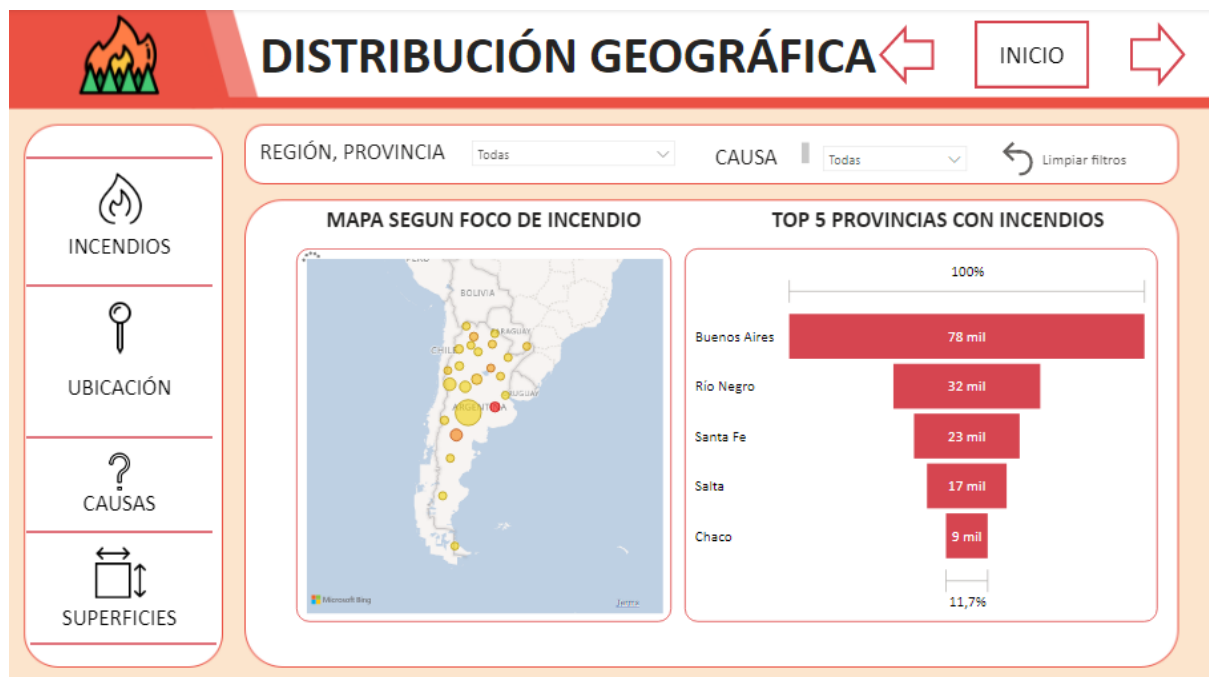 DISTRIBUCIÓN GEOGRÁFICA
INICIO
REGIÓN, PROVINCIA
Todas
CAUSA
Todas
Limpiar filtros
INCENDIOS
UBICACIÓN
CAUSAS
SUPERFICIES
MAPA SEGUN FOCO DE INCENDIO
BOLIVIA
PARAGUAY
CHILE
URUGUAY
ARGENTINA
Microsoft Bing
TOP 5 PROVINCIAS CON INCENDIOS
100%
Buenos Aires 78 mil
Río Negro 32 mil
Santa Fe 23 mil
Salta 17 mil
Chaco 9 mil
11,7%